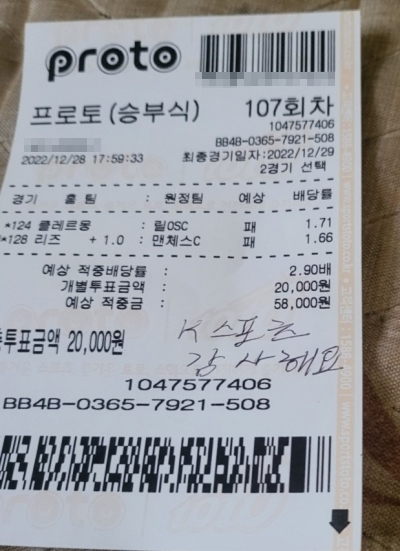 proto
프로토 (승부식) 107회차
1047577406
BB4B-0365-7921-508
2022/12/28 17:59:33 최종경기일자:2022/12/29
2경기 선택
경기 홈 팀 : 원정팀 예상 배당률
*124 클레르몽 : 릴OSC 패 1.71
*128 리즈 + 1.0 : 맨체스C 패 1.66
예상 적중배당률 : 2.90배
개별투표금액 : 20,000원
예상 적중금 : 58,000원
투표금액 20,000원
K스포츠
감사해요
1047577406
BB4B-0365-7921-508